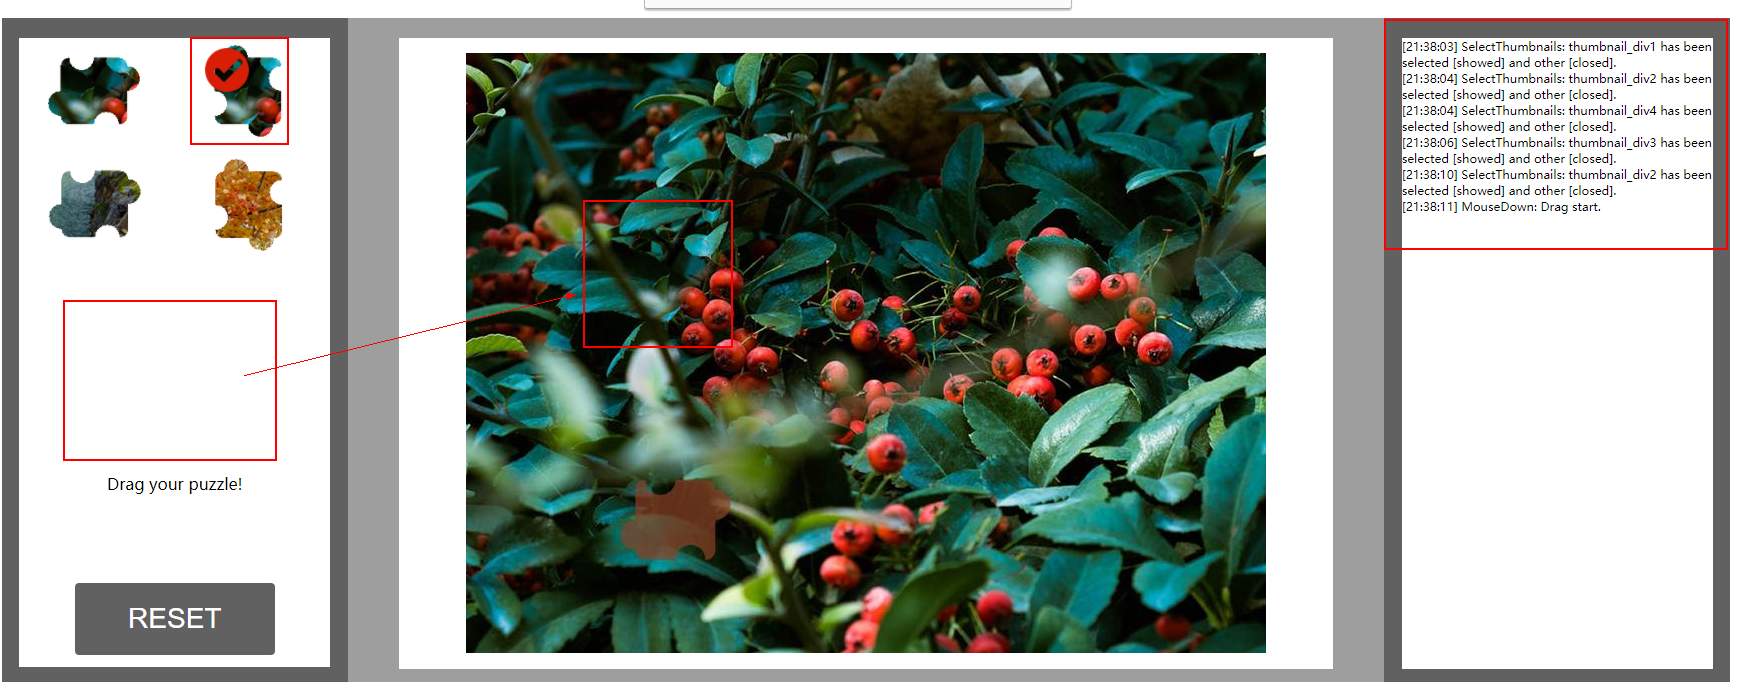 Drag your puzzle!
RESET
[21:38:03] SelectThumbnails: thumbnail_div1 has been
selected [showed] and other [closed].
[21:38:04] SelectThumbnails: thumbnail_div2 has been
selected [showed] and other [closed].
[21:38:04] SelectThumbnails: thumbnail_div4 has been
selected [showed] and other [closed].
[21:38:06] SelectThumbnails: thumbnail_div3 has been
selected [showed] and other [closed].
[21:38:10] SelectThumbnails: thumbnail_div2 has been
selected [showed] and other [closed].
[21:38:11] MouseDown: Drag start.